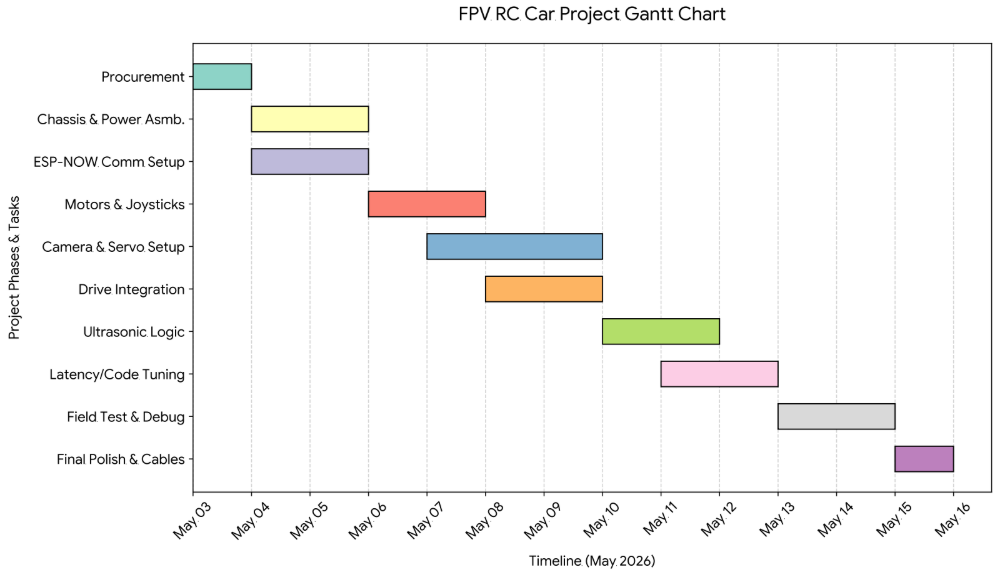 FPV RC Car Project Gantt Chart
Project Phases & Tasks
Procurement
Chassis & Power Asmb.
ESP-NOW Comm Setup
Motors & Joysticks
Camera & Servo Setup
Drive Integration
Ultrasonic Logic
Latency/Code Tuning
Field Test & Debug
Final Polish & Cables
May 03
May 04
May 05
May 06
May 07
May 08
May 09
May 10
May 11
May 12
May 13
May 14
May 15
May 16
Timeline (May 2026)